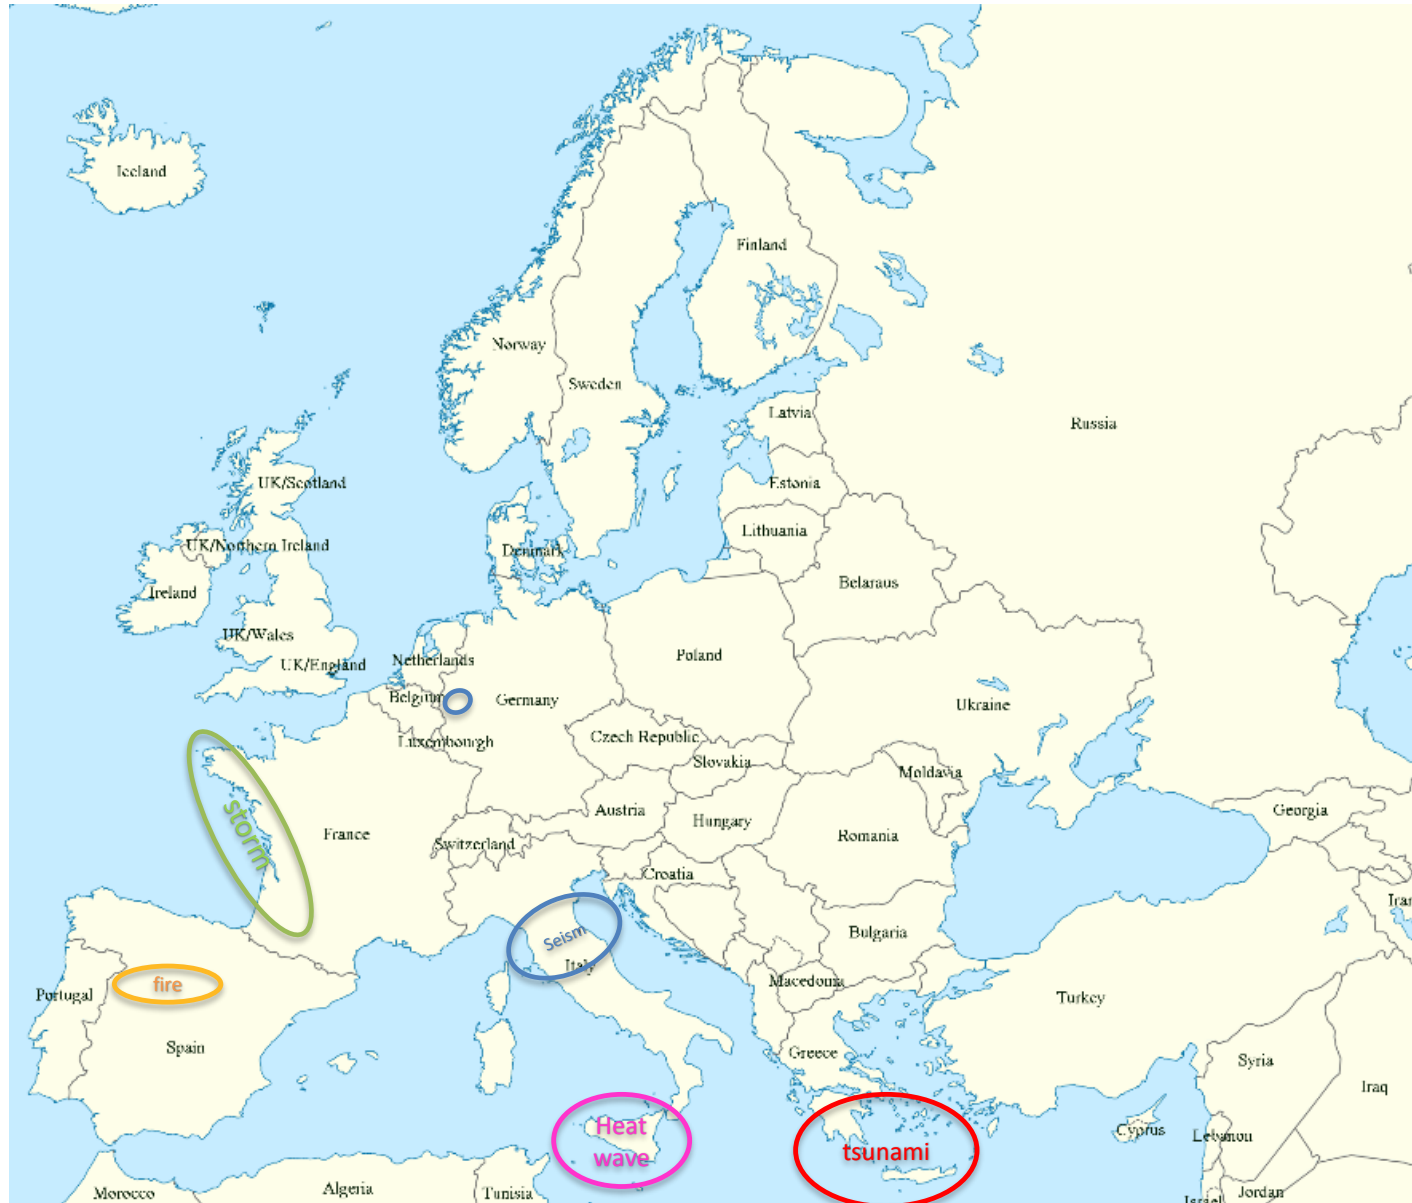 Iceland
Finland
Norway
Sweden
Latvia
Russia
UK/Scotland
Estonia
Lithuania
UK/Northern Ireland
Denmark
Belaraus
Ireland
UK/Wales
Netherlands
Poland
UK/England
Belgium
Germany
Ukraine
Luxembourgh
Czech Republic
Slovakia
Moldavia
storm
Austria
Georgia
Hungary
France
Romania
Switzerland
Croatia
Iran
Seism
Bulgaria
Italy
Macedonia
fire
Portugal
Turkey
Spain
Greece
Syria
Iraq
Heat
wave
Cyprus
Lebanon
tsunami
Morocco
Algeria
Tunisia
Israel
Jordan